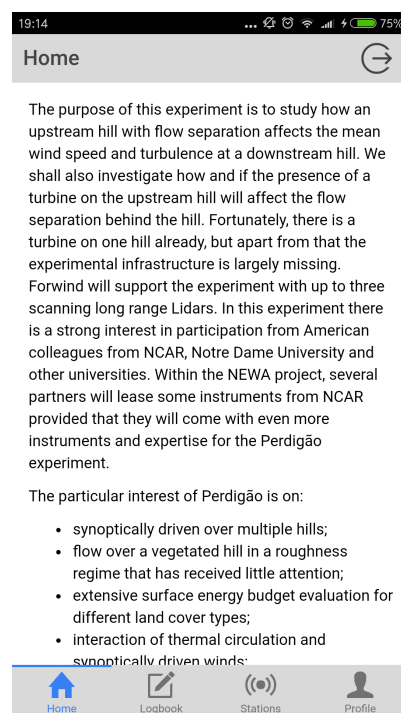 19:14
75%
Home
The purpose of this experiment is to study how an
upstream hill with flow separation affects the mean
wind speed and turbulence at a downstream hill. We
shall also investigate how and if the presence of a
turbine on the upstream hill will affect the flow
separation behind the hill. Fortunately, there is a
turbine on one hill already, but apart from that the
experimental infrastructure is largely missing.
Forwind will support the experiment with up to three
scanning long range Lidars. In this experiment there
is a strong interest in participation from American
colleagues from NCAR, Notre Dame University and
other universities. Within the NEWA project, several
partners will lease some instruments from NCAR
provided that they will come with even more
instruments and expertise for the Perdigão
experiment.
The particular interest of Perdigão is on:
• synoptically driven over multiple hills;
• flow over a vegetated hill in a roughness
regime that has received little attention;
• extensive surface energy budget evaluation for
different land cover types;
• interaction of thermal circulation and
synoptically driven winds;
Home
Logbook
Stations
Profile